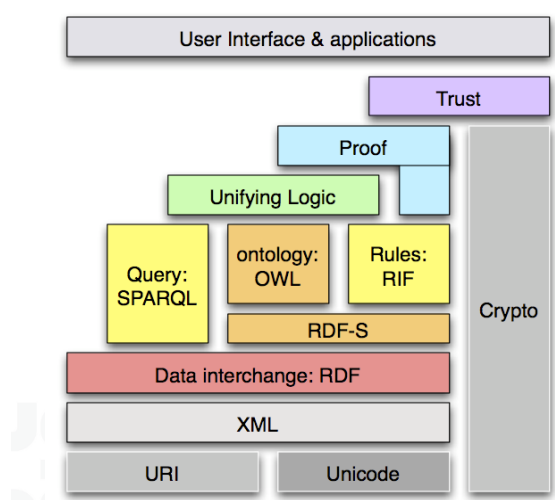 User Interface & applications
Trust
Proof
Unifying Logic
Query:
SPARQL
ontology:
OWL
Rules:
RIF
Crypto
RDF-S
Data interchange: RDF
XML
URI
Unicode